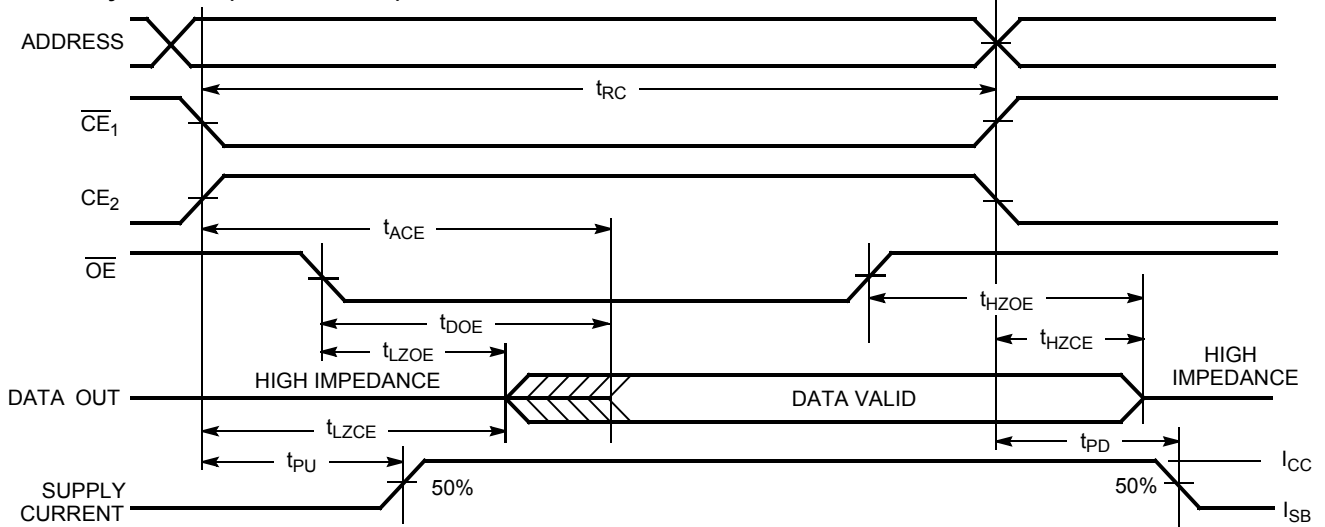 ADDRESS
tRC
CE1
CE2
tACE
OE
tHZOE
tDOE
tLZOE
tHZCE
HIGH IMPEDANCE
HIGH IMPEDANCE
DATA OUT
DATA VALID
tLZCE
tPD
tPU
ICC
50%
50%
SUPPLY CURRENT
ISB